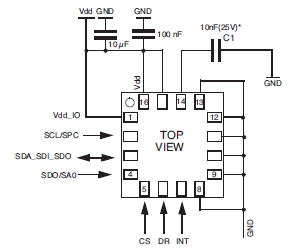 Vdd GND
GND
10 µF
100 nF
10nF(25V)*
C1
GND
Vdd
16
14
13
Vdd_IO
1
12
SCL/SPC
TOP
VIEW
SDA_SDI_SDO
SDO/SA0
4
9
5
8
GND
CS
DR
INT